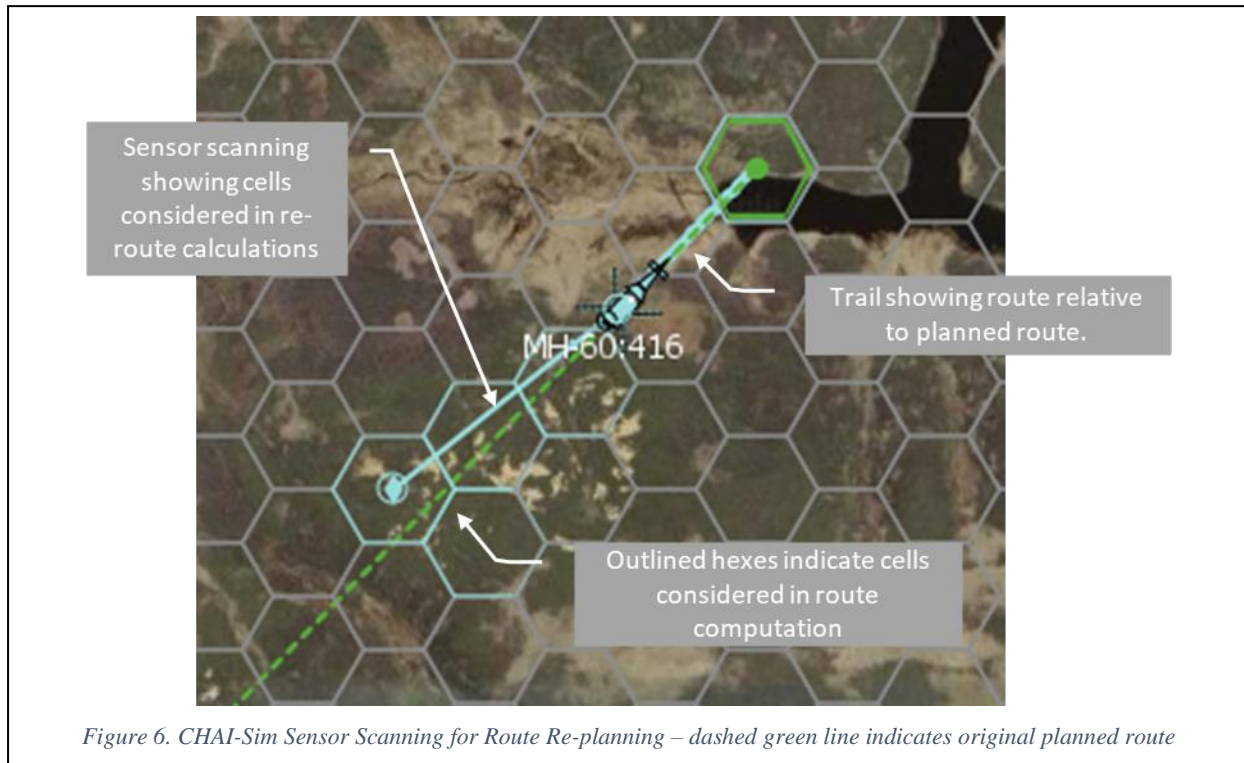 Sensor scanning
showing cells
considered in re-
route calculations
Trail showing route relative
to planned route.
MH-60:416
Outlined hexes indicate cells
considered in route
computation
Figure 6. CHAI-Sim Sensor Scanning for Route Re-planning – dashed green line indicates original planned route